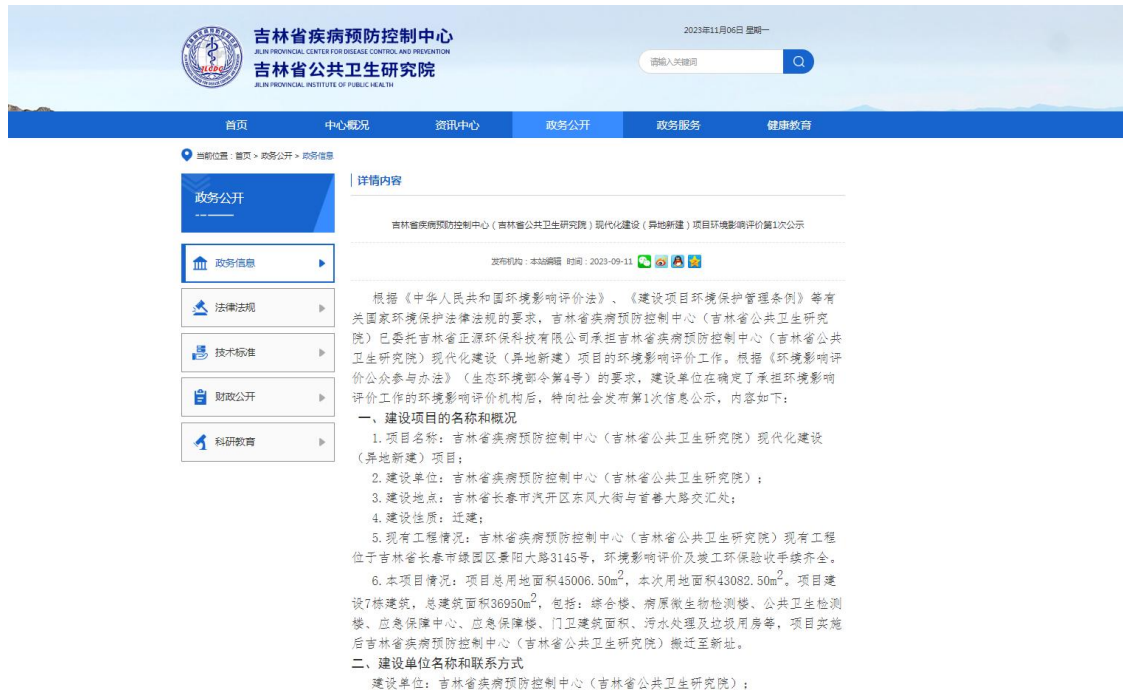 吉林省疾病预防控制中心
JILIN PROVINCIAL CENTER FOR DISEASE CONTROL AND PREVENTION
吉林省公共卫生研究院
JILIN PROVINCIAL INSTITUTE OF PUBLIC HEALTH
JLCDC
2023年11月06日 星期一
请输入关键词
首页 中心概况 资讯中心 政务公开 政务服务 健康教育
当前位置：首页 > 政务公开 > 政务信息
政务公开
政务信息
法律法规
技术标准
财政公开
科研教育
详情内容
吉林省疾病预防控制中心（吉林省公共卫生研究院）现代化建设（异地新建）项目环境影响评价第1次公示
发布机构：本站编辑 时间：2023-09-11
根据《中华人民共和国环境影响评价法》、《建设项目环境保护管理条例》等有
关国家环境保护法律法规的要求，吉林省疾病预防控制中心（吉林省公共卫生研究
院）已委托吉林省正源环保科技有限公司承担吉林省疾病预防控制中心（吉林省公共
卫生研究院）现代化建设（异地新建）项目的环境影响评价工作。根据《环境影响评
价公众参与办法》（生态环境部令第4号）的要求，建设单位在确定了承担环境影响
评价工作的环境影响评价机构后，特向社会发布第1次信息公示，内容如下：
一、建设项目的名称和概况
1.项目名称：吉林省疾病预防控制中心（吉林省公共卫生研究院）现代化建设
（异地新建）项目；
2.建设单位：吉林省疾病预防控制中心（吉林省公共卫生研究院）；
3.建设地点：吉林省长春市汽开区东风大街与首善大路交汇处；
4.建设性质：迁建；
5.现有工程情况：吉林省疾病预防控制中心（吉林省公共卫生研究院）现有工程
位于吉林省长春市绿园区景阳大路3145号，环境影响评价及竣工环保验收手续齐全。
6.本项目情况：项目总用地面积45006.50m²，本次用地面积43082.50m²。项目建
设7栋建筑，总建筑面积36950m²，包括：综合楼、病原微生物检测楼、公共卫生检测
楼、应急保障中心、应急保障楼、门卫建筑面积、污水处理及垃圾用房等，项目实施
后吉林省疾病预防控制中心（吉林省公共卫生研究院）搬迁至新址。
二、建设单位名称和联系方式
建设单位：吉林省疾病预防控制中心（吉林省公共卫生研究院）；